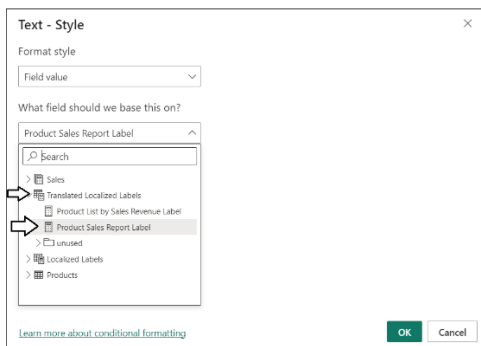 Text - Style
Format style
Field value
What field should we base this on?
Product Sales Report Label
Search
Sales
Translated Localized Labels
Product List by Sales Revenue Label
Product Sales Report Label
unused
Localized Labels
Products
Learn more about conditional formatting
OK Cancel